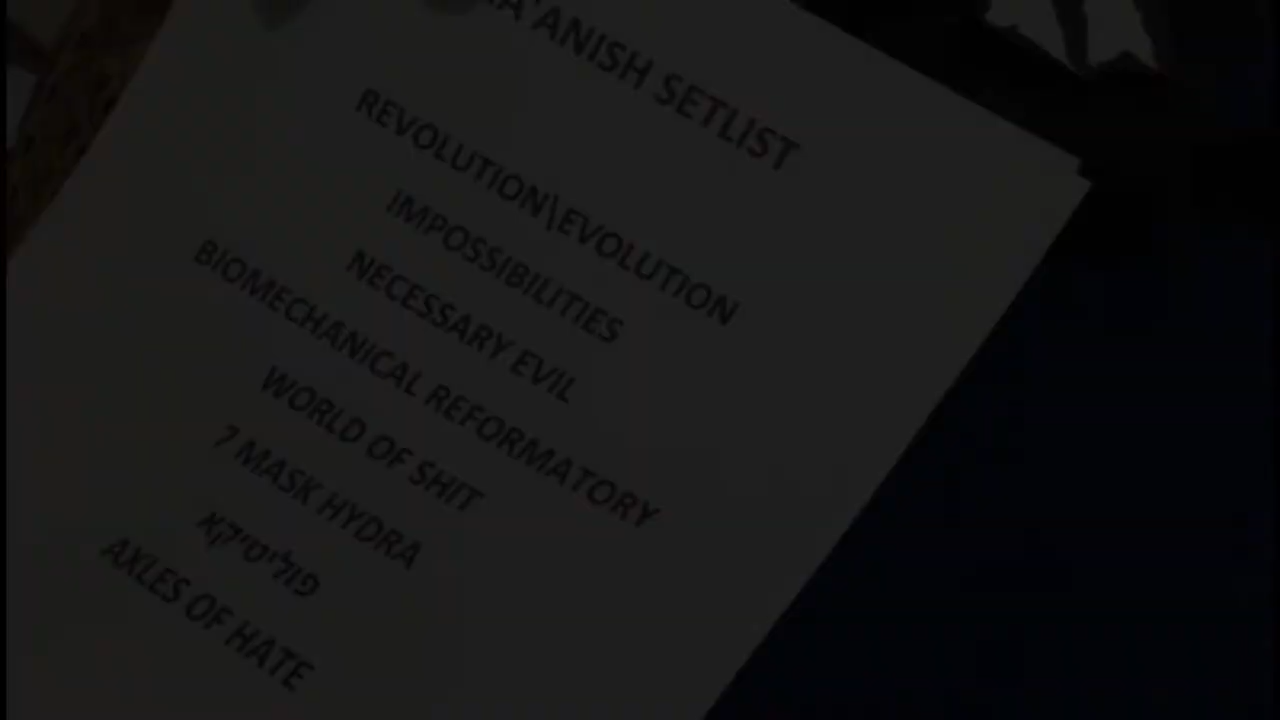 A'ANISH SETLIST
REVOLUTION\EVOLUTION
IMPOSSIBILITIES
NECESSARY EVIL
BIOMECHANICAL REFORMATORY
WORLD OF SHIT
7 MASK HYDRA
פוליטיקא
AXLES OF HATE